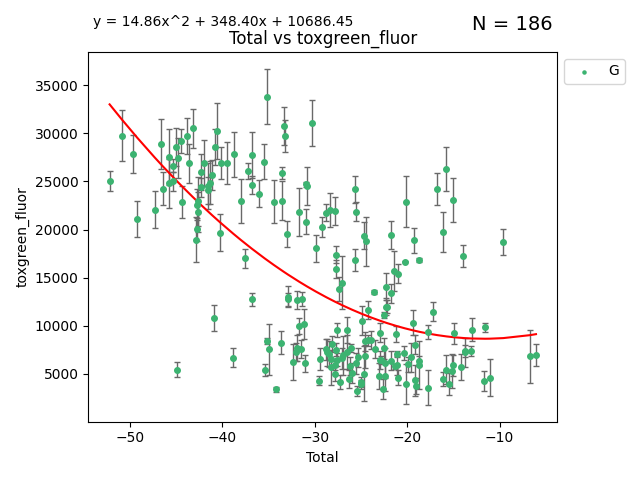 y = 14.86x^2 + 348.40x + 10686.45
N = 186
Total vs toxgreen_fluor
G
35000
30000
25000
20000
15000
10000
5000
toxgreen_fluor
−50
−40
−30
−20
−10
Total